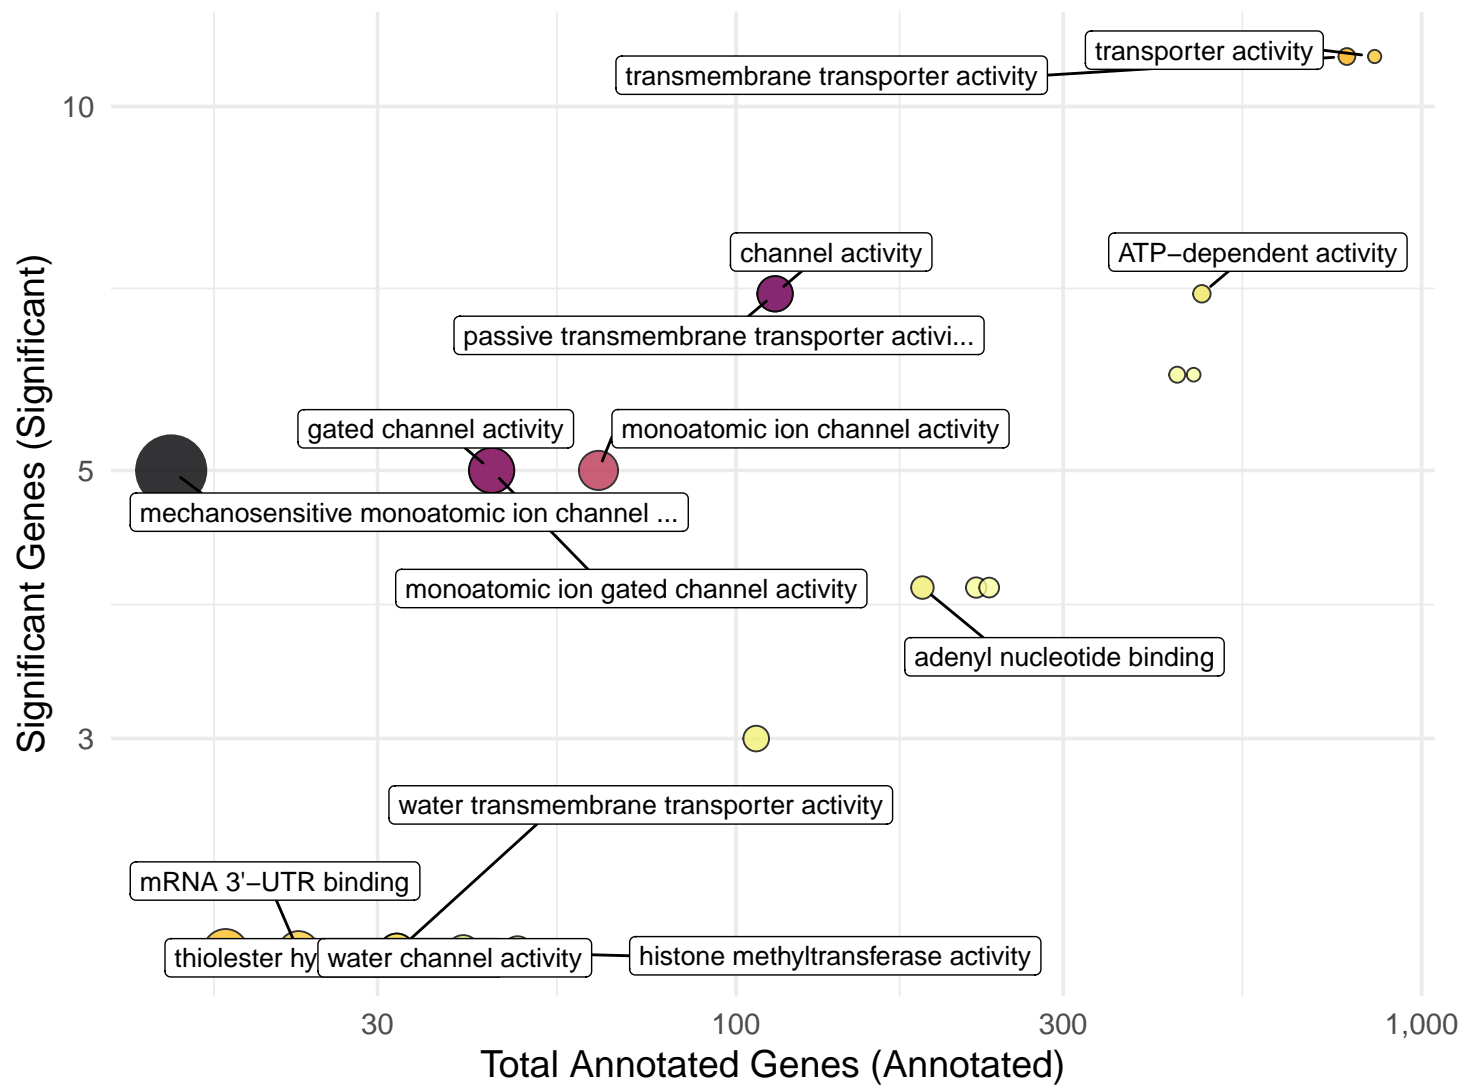 transporter activity
transmembrane transporter activity
10
channel activity
ATP−dependent activity
passive transmembrane transporter activi...
gated channel activity
monoatomic ion channel activity
5
mechanosensitive monoatomic ion channel ...
monoatomic ion gated channel activity
adenyl nucleotide binding
3
water transmembrane transporter activity
mRNA 3'−UTR binding
thiolester hy
water channel activity
histone methyltransferase activity
30
100
300
1,000
Total Annotated Genes (Annotated)
Significant Genes (Significant)